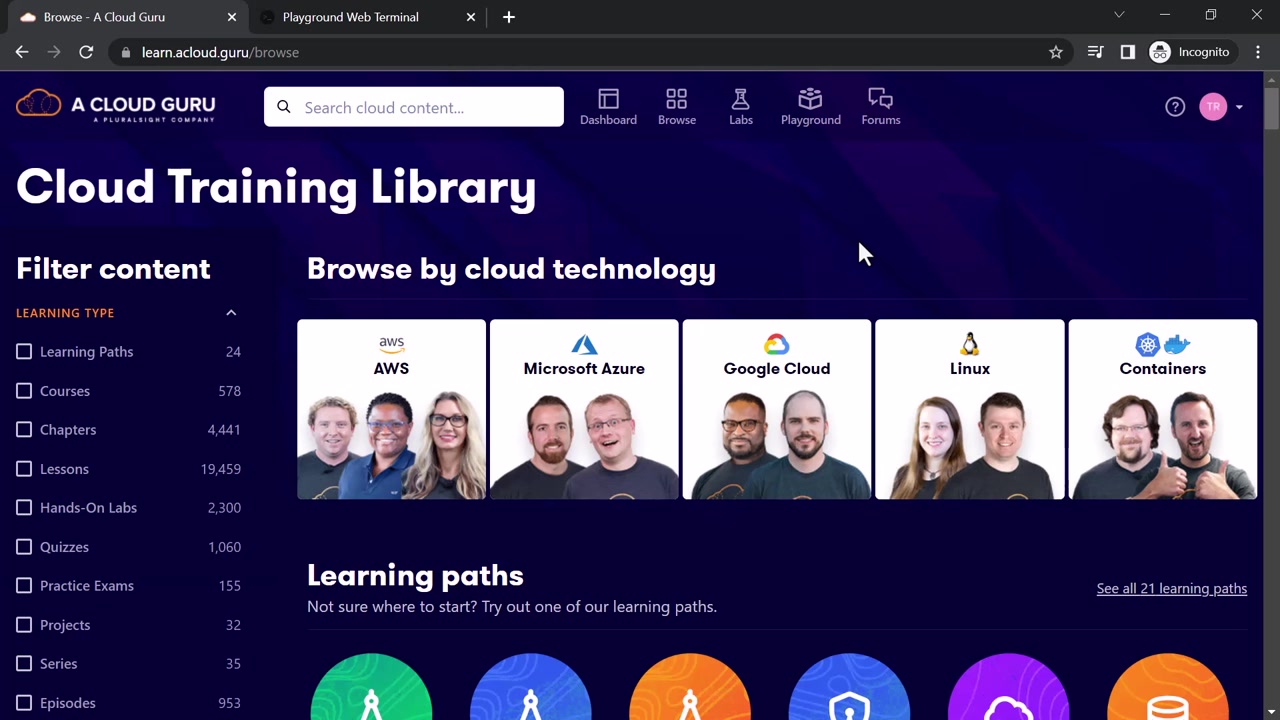 Browse - A Cloud Guru
Playground Web Terminal
learn.acloud.guru/browse
Incognito
A CLOUD GURU
A PLURALSIGHT COMPANY
Search cloud content...
Dashboard
Browse
Labs
Playground
Forums
TR
Cloud Training Library
Filter content
LEARNING TYPE
Learning Paths 24
Courses 578
Chapters 4,441
Lessons 19,459
Hands-On Labs 2,300
Quizzes 1,060
Practice Exams 155
Projects 32
Series 35
Episodes 953
Browse by cloud technology
aws
AWS
Microsoft Azure
Google Cloud
Linux
Containers
Learning paths
Not sure where to start? Try out one of our learning paths.
See all 21 learning paths